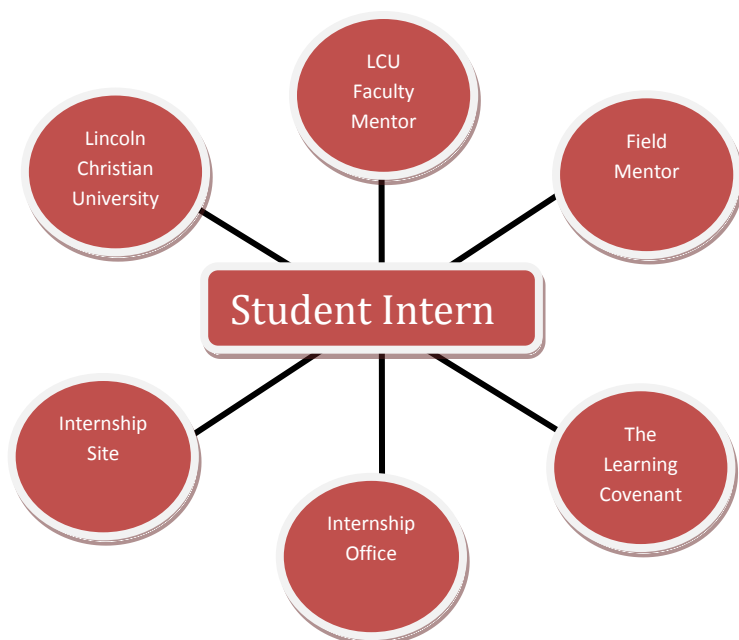 LCU
Faculty
Mentor
Lincoln
Christian
University
Field
Mentor
Student Intern
Internship
Site
The
Learning
Covenant
Internship
Office